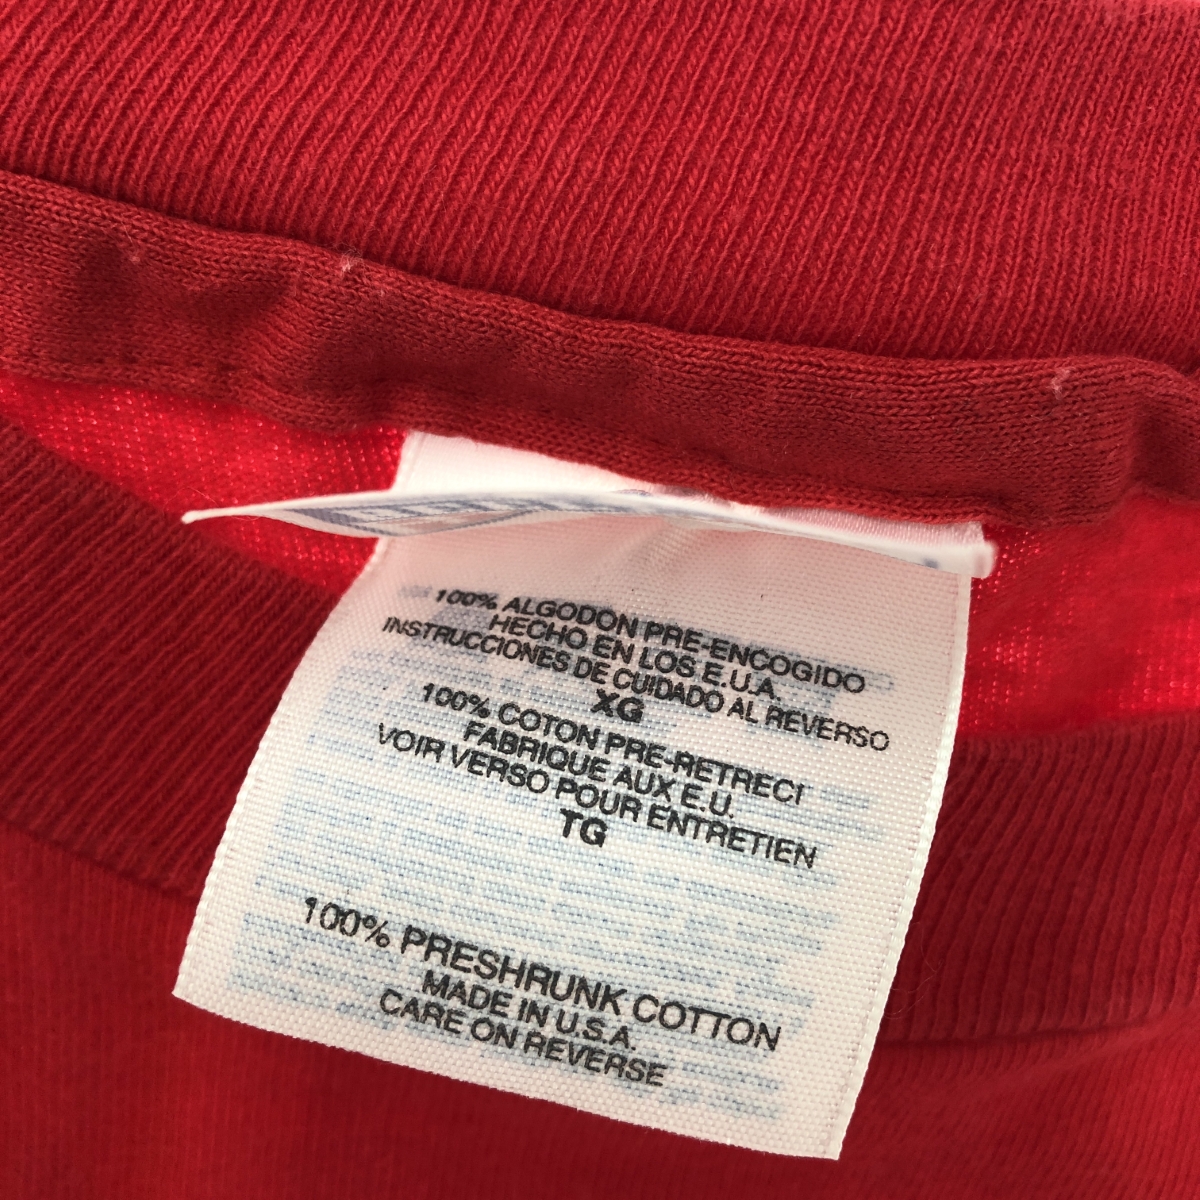 100% ALGODON PRE-ENCOGIDO
HECHO EN LOS E.U.A.
INSTRUCCIONES DE CUIDADO AL REVERSO
XG
100% COTON PRE-RETRECI
FABRIQUE AUX E.U.
VOIR VERSO POUR ENTRETIEN
TG
100% PRESHRUNK COTTON
MADE IN U.S.A.
CARE ON REVERSE